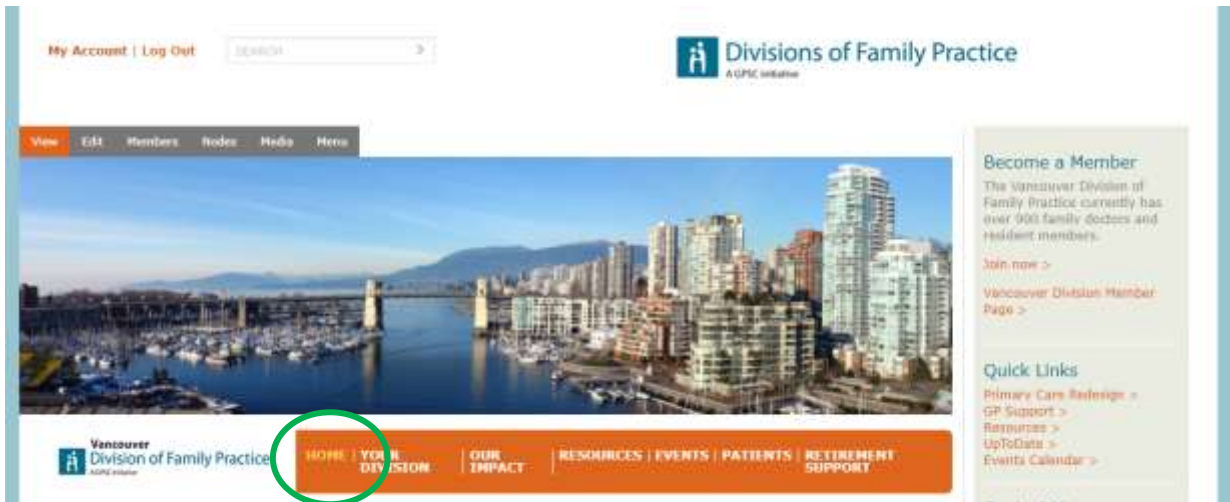 My Account | Log Out
SEARCH >
Divisions of Family Practice
A GPSC initiative
View Edit Members Nodes Media Menu
Become a Member
The Vancouver Division of
Family Practice currently has
over 900 family doctors and
resident members.
Join now >
Vancouver Division Member
Page >
Quick Links
Primary Care Redesign >
GP Support >
Resources >
UpToDate >
Events Calendar >
Vancouver
Division of Family Practice
A GPSC initiative
HOME | YOUR DIVISION | OUR IMPACT | RESOURCES | EVENTS | PATIENTS | RETIREMENT SUPPORT